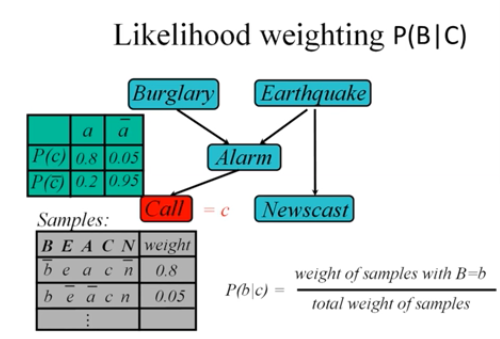 Likelihood weighting P(B|C)
Burglary Earthquake
a a̅
P(c) 0.8 0.05
P(c̅) 0.2 0.95
Alarm
Call = c Newscast
Samples:
B E A C N weight
b̅ e a c n̅ 0.8
b e̅ a̅ c n 0.05
⋮
P(b|c) = weight of samples with B=b
total weight of samples